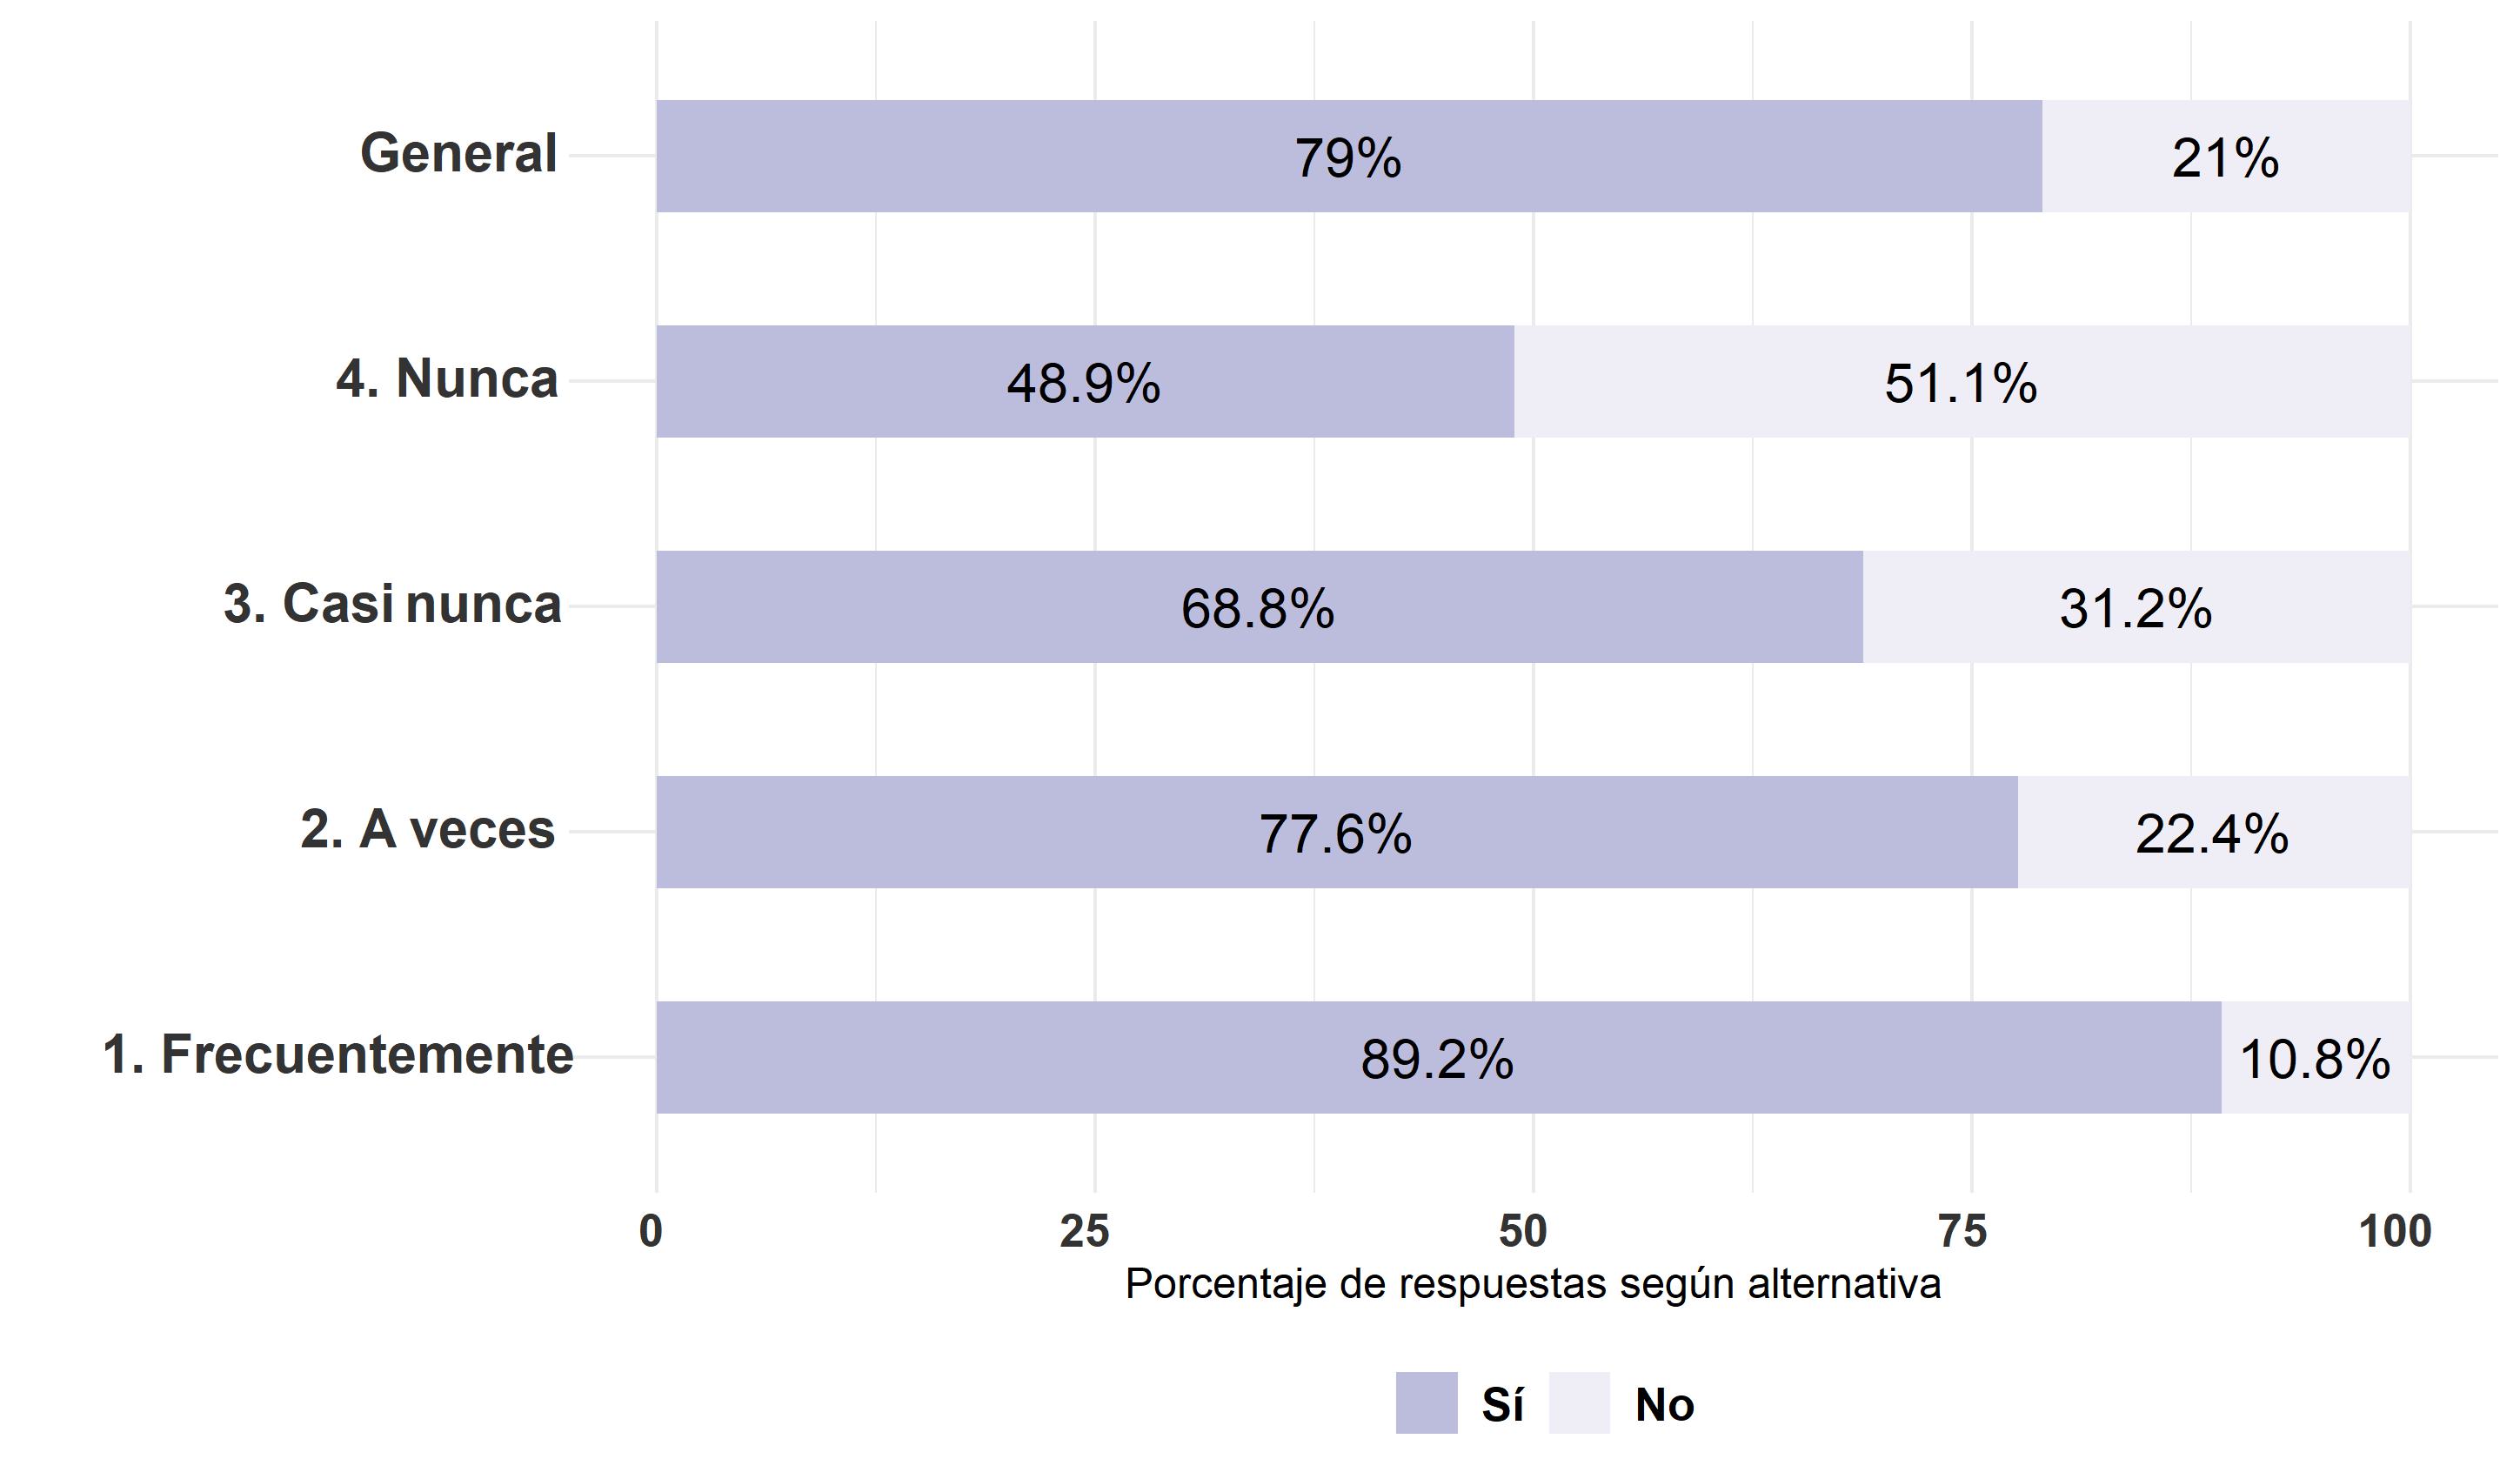 General 79% 21%
4. Nunca 48.9% 51.1%
3. Casi nunca 68.8% 31.2%
2. A veces 77.6% 22.4%
1. Frecuentemente 89.2% 10.8%
0 25 50 75 100
Porcentaje de respuestas según alternativa
Sí No